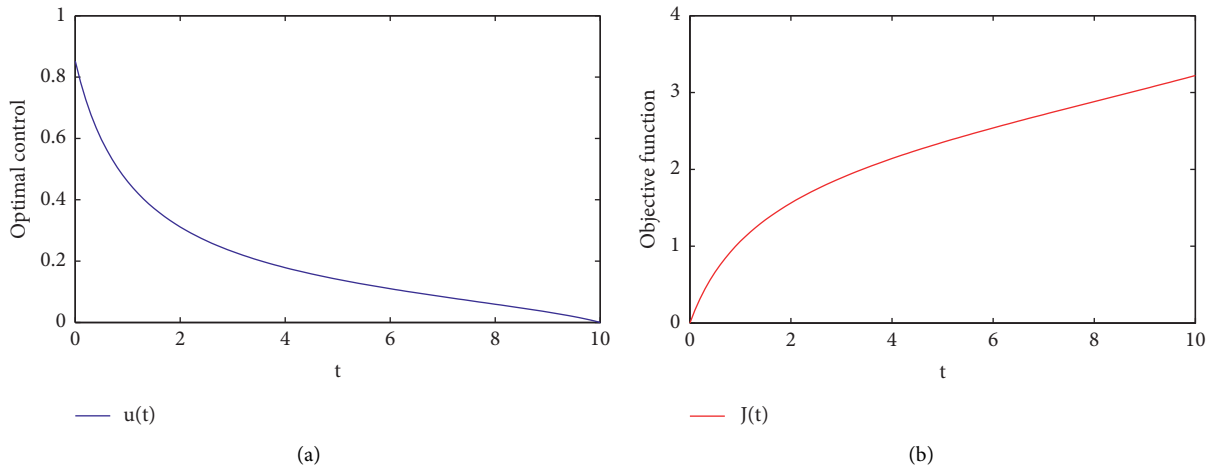 1
0.8
0.6
0.4
0.2
0
Optimal control
0 2 4 6 8 10
t
u(t)
(a)
4
3
2
1
0
Objective function
0 2 4 6 8 10
t
J(t)
(b)